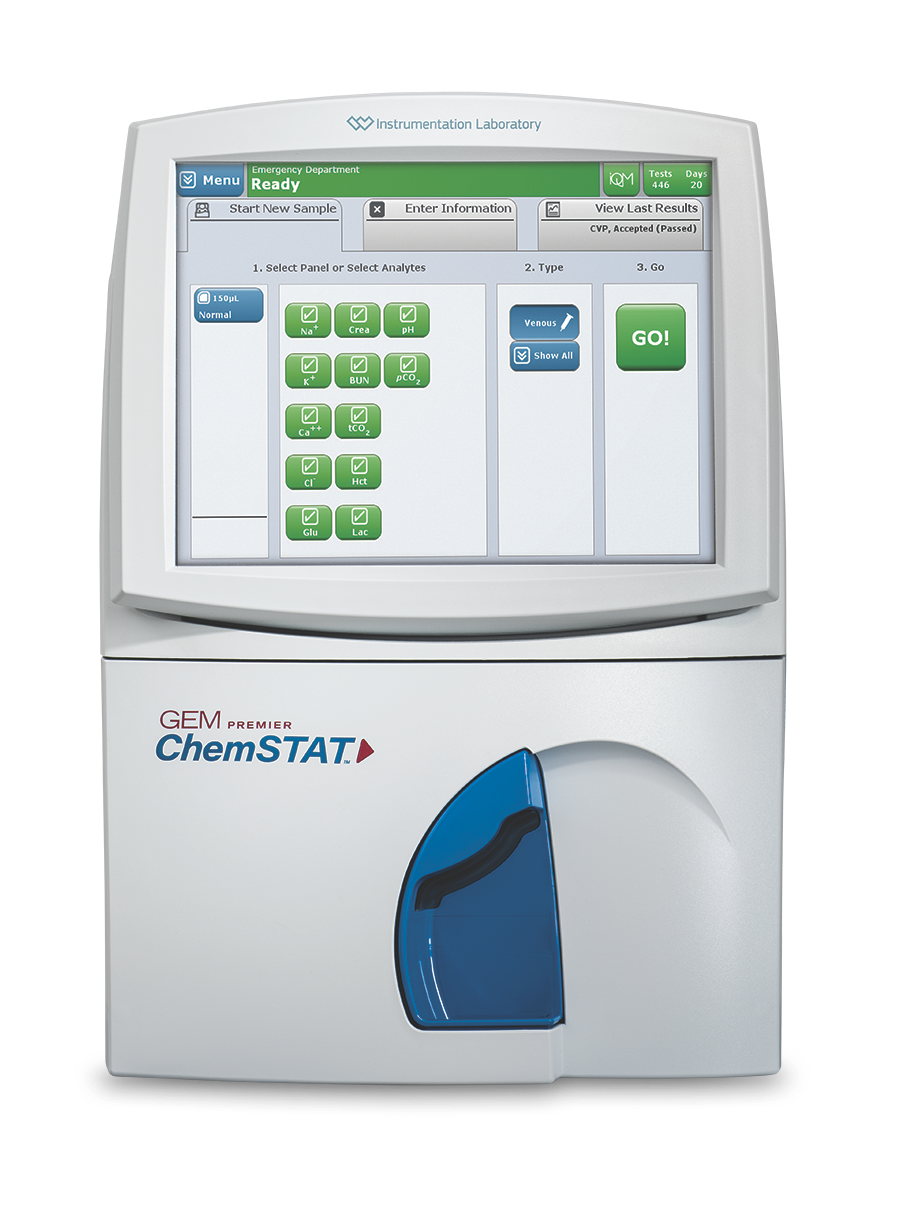 Instrumentation Laboratory
Menu
Emergency Department
Ready
iQM
Tests
446
Days
20
Start New Sample
Enter Information
View Last Results
CVP, Accepted (Passed)
1. Select Panel or Select Analytes
2. Type
3. Go
150µL
Normal
Na⁺
Crea
pH
K⁺
BUN
pCO₂
Ca⁺⁺
tCO₂
Cl⁻
Hct
Glu
Lac
Venous
Show All
GO!
GEM PREMIER
ChemSTAT™